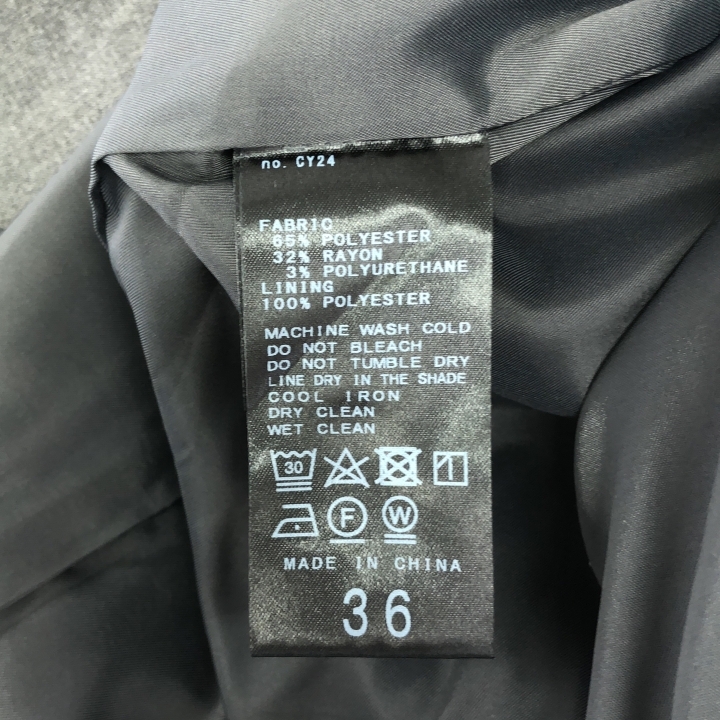 no. CY24
FABRIC
65% POLYESTER
32% RAYON
3% POLYURETHANE
LINING
100% POLYESTER
MACHINE WASH COLD
DO NOT BLEACH
DO NOT TUMBLE DRY
LINE DRY IN THE SHADE
COOL IRON
DRY CLEAN
WET CLEAN
30
F W
MADE IN CHINA
36